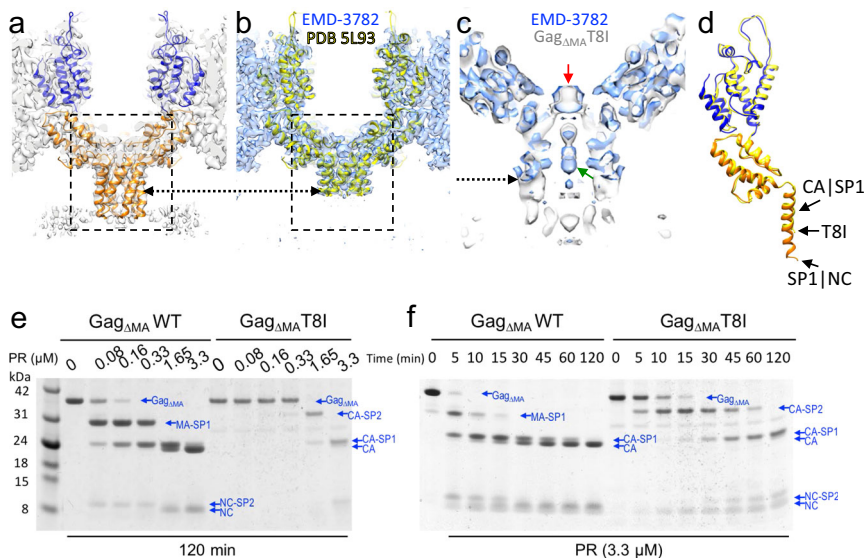 a
b
EMD-3782
PDB 5L93
c
EMD-3782
GagΔMAT8I
d
CA|SP1
T8I
SP1|NC
e
GagΔMA WT
GagΔMAT8I
PR (µM)
0 0.08 0.16 0.33 1.65 3.3 0 0.08 0.16 0.33 1.65 3.3
kDa
42
31
24
18
15
8
GagΔMA
MA-SP1
NC-SP2
NC
GagΔMA
CA-SP2
CA-SP1
CA
120 min
f
GagΔMA WT
GagΔMAT8I
Time (min) 0 5 10 15 30 45 60 120 0 5 10 15 30 45 60 120
GagΔMA
MA-SP1
CA-SP1
CA
NC-SP2
NC
GagΔMA
CA-SP2
CA-SP1
CA
NC-SP2
NC
PR (3.3 µM)